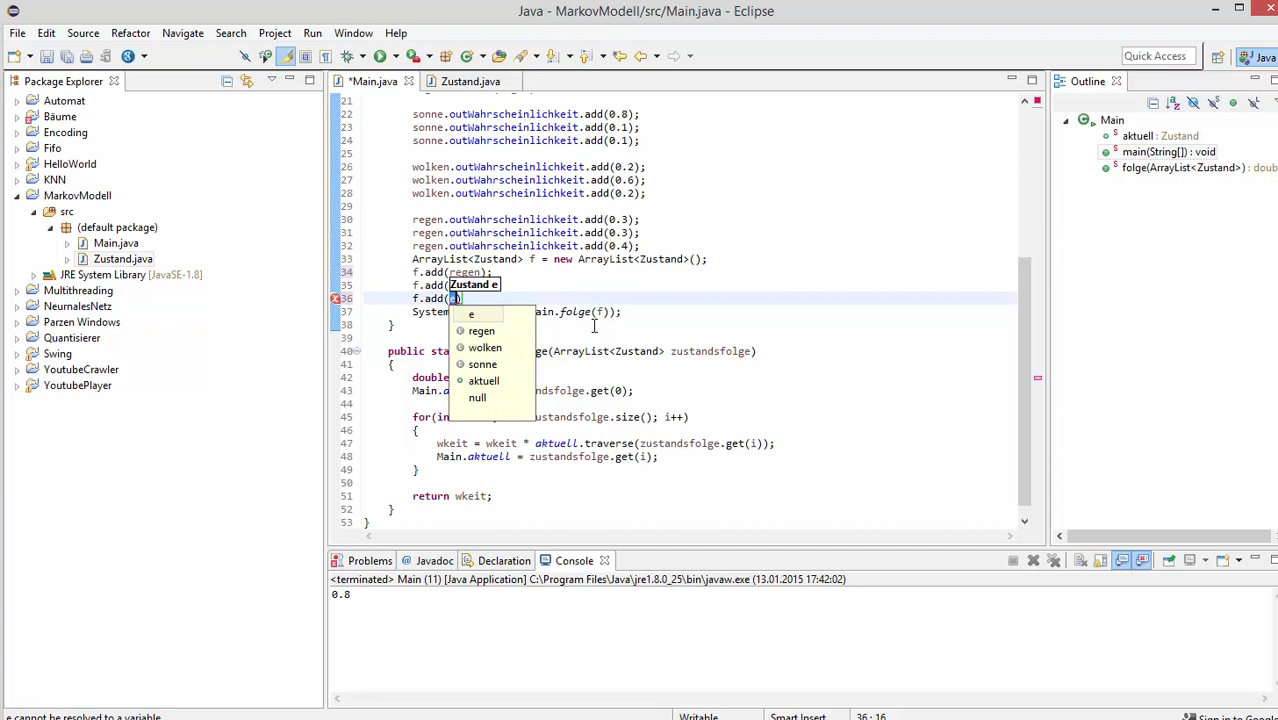 Java - MarkovModell/src/Main.java - Eclipse
File Edit Source Refactor Navigate Search Project Run Window Help
Quick Access Java
Package Explorer *Main.java Zustand.java Outline
Automat
Bäume
Encoding
Fifo
HelloWorld
KNN
MarkovModell
src
(default package)
Main.java
Zustand.java
JRE System Library [JavaSE-1.8]
Multithreading
NeurnalesNetz
Parzen Windows
Quantisierer
Swing
YoutubeCrawler
YoutubePlayer
21
22 sonne.outWahrscheinlichkeit.add(0.8);
23 sonne.outWahrscheinlichkeit.add(0.1);
24 sonne.outWahrscheinlichkeit.add(0.1);
25
26 wolken.outWahrscheinlichkeit.add(0.2);
27 wolken.outWahrscheinlichkeit.add(0.6);
28 wolken.outWahrscheinlichkeit.add(0.2);
29
30 regen.outWahrscheinlichkeit.add(0.3);
31 regen.outWahrscheinlichkeit.add(0.3);
32 regen.outWahrscheinlichkeit.add(0.4);
33 ArrayList<Zustand> f = new ArrayList<Zustand>();
34 f.add(regen);
35 f.add(
36 f.add(e)
37 System ain.folge(f));
38 }
39
40 public sta ge(ArrayList<Zustand> zustandsfolge)
41 {
42 double
43 Main.a dsfolge.get(0);
44
45 for(in zustandsfolge.size(); i++)
46 {
47 wkeit = wkeit * aktuell.traverse(zustandsfolge.get(i));
48 Main.aktuell = zustandsfolge.get(i);
49 }
50
51 return wkeit;
52 }
53 }
Zustand e
e
regen
wolken
sonne
aktuell
null
Main
aktuell : Zustand
main(String[]) : void
folge(ArrayList<Zustand>) : doub
Problems Javadoc Declaration Console
<terminated> Main (11) [Java Application] C:\Program Files\Java\jre1.8.0_25\bin\javaw.exe (13.01.2015 17:42:02)
0.8
e cannot be resolved to a variable Writable Smart Insert 36 : 16 Sign in to Google